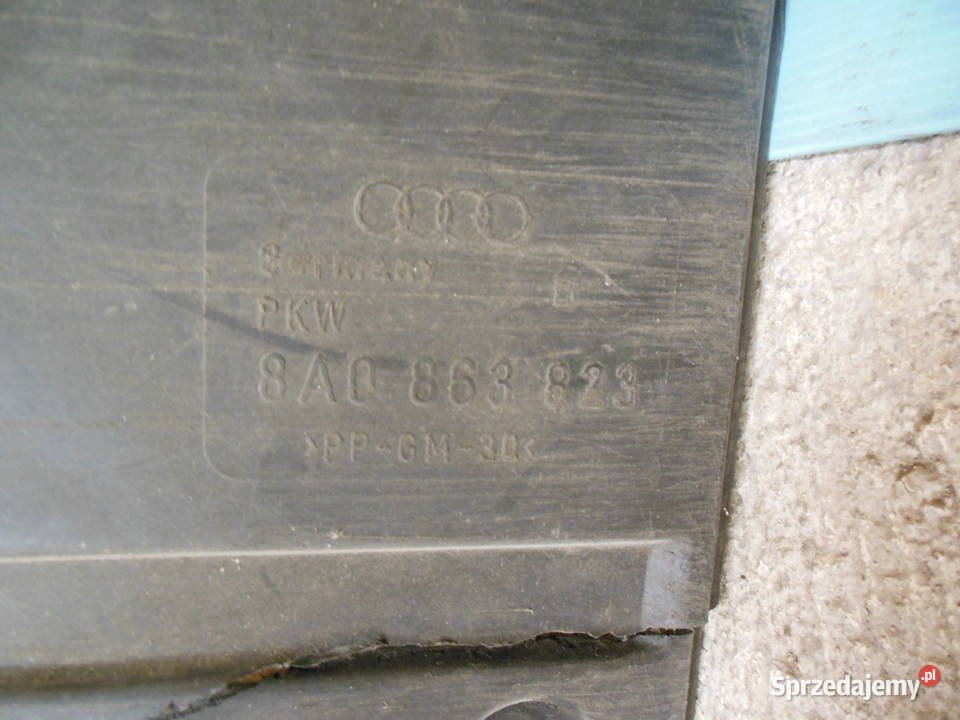 Germany
B
PKW
8A0 863 823
>PP-GM-30<
Sprzedajemy.pl